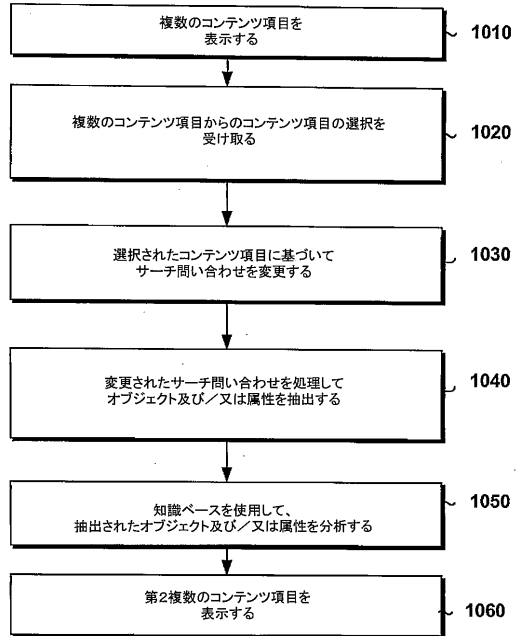 複数のコンテンツ項目を
表示する
1010
複数のコンテンツ項目からのコンテンツ項目の選択を
受け取る
1020
選択されたコンテンツ項目に基づいて
サーチ問い合わせを変更する
1030
変更されたサーチ問い合わせを処理して
オブジェクト及び／又は属性を抽出する
1040
知識ベースを使用して、
抽出されたオブジェクト及び／又は属性を分析する
1050
第２複数のコンテンツ項目を
表示する
1060